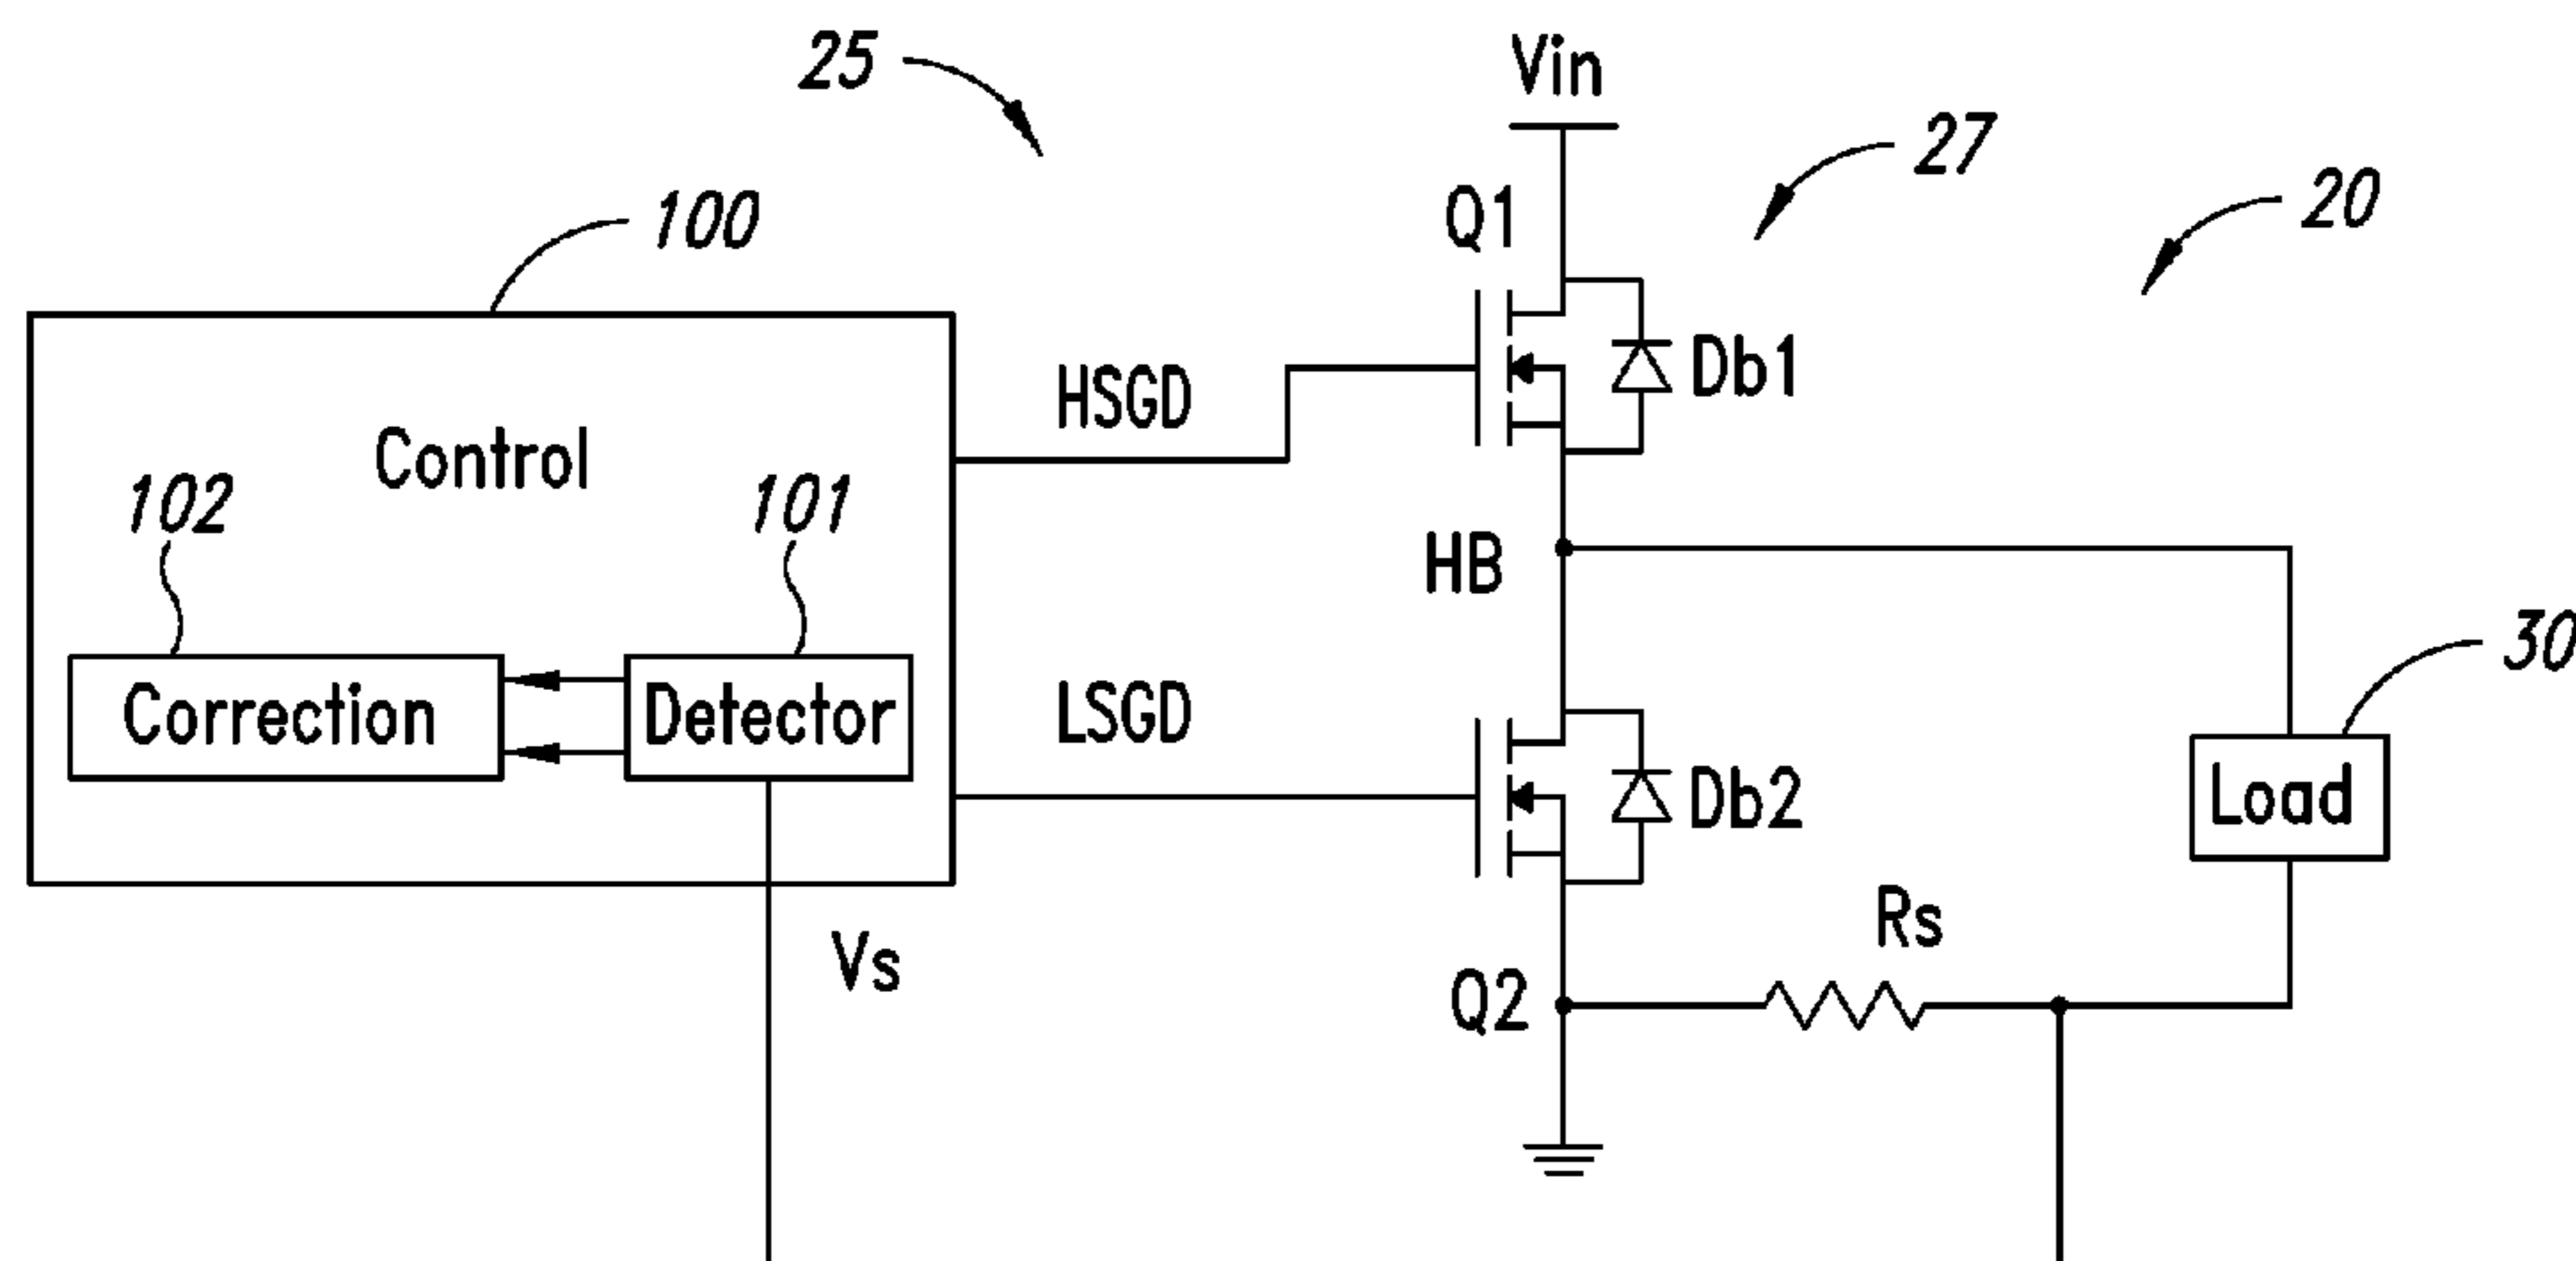 25
Vin
27
20
100
Q1
HSGD
Db1
Control
102
101
HB
30
Correction
Detector
LSGD
Db2
Load
Rs
Vs
Q2